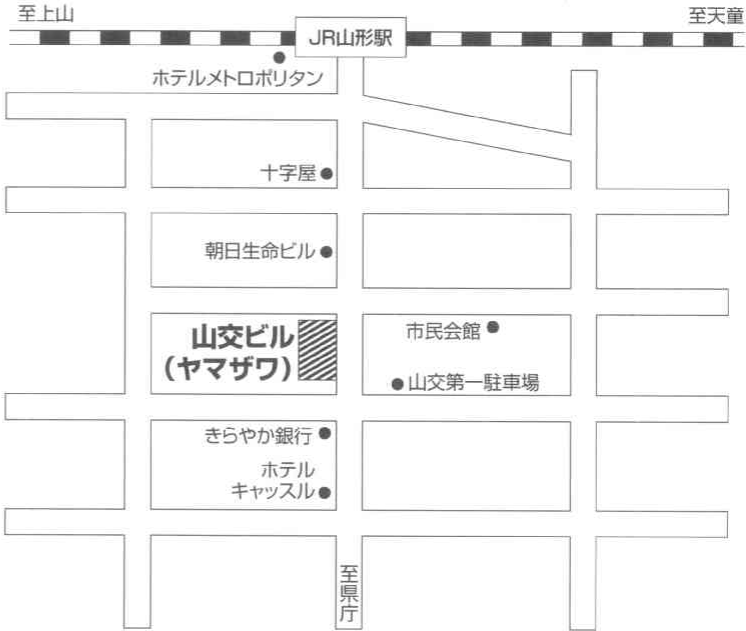 至上山
至天童
JR山形駅
ホテルメトロポリタン
十字屋
朝日生命ビル
山交ビル
(ヤマザワ)
市民会館
山交第一駐車場
きらやか銀行
ホテル
キャッスル
至県庁